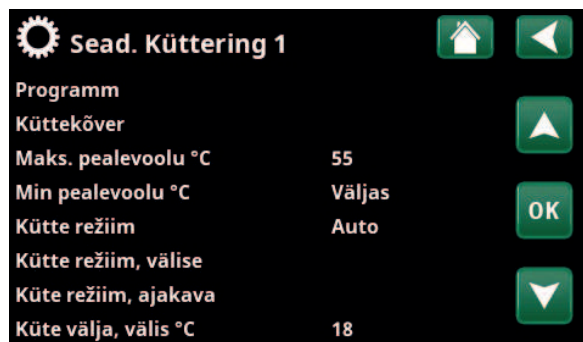 Sead. Küttering 1
Programm
Küttekõver
Maks. pealevoolu °C 55
Min pealevoolu °C Väljas
Kütte režiim Auto
Kütte režiim, välise
Küte režiim, ajakava
Küte välja, välis °C 18
OK